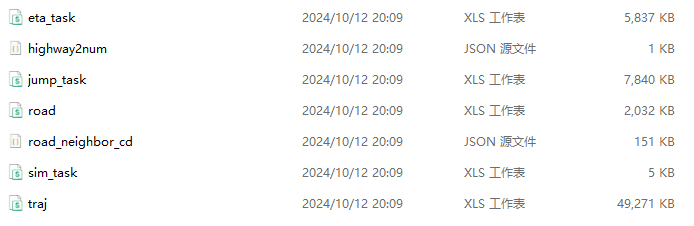 eta_task 2024/10/12 20:09 XLS 工作表 5,837 KB
highway2num 2024/10/12 20:09 JSON 源文件 1 KB
jump_task 2024/10/12 20:09 XLS 工作表 7,840 KB
road 2024/10/12 20:09 XLS 工作表 2,032 KB
road_neighbor_cd 2024/10/12 20:09 JSON 源文件 151 KB
sim_task 2024/10/12 20:09 XLS 工作表 5 KB
traj 2024/10/12 20:09 XLS 工作表 49,271 KB